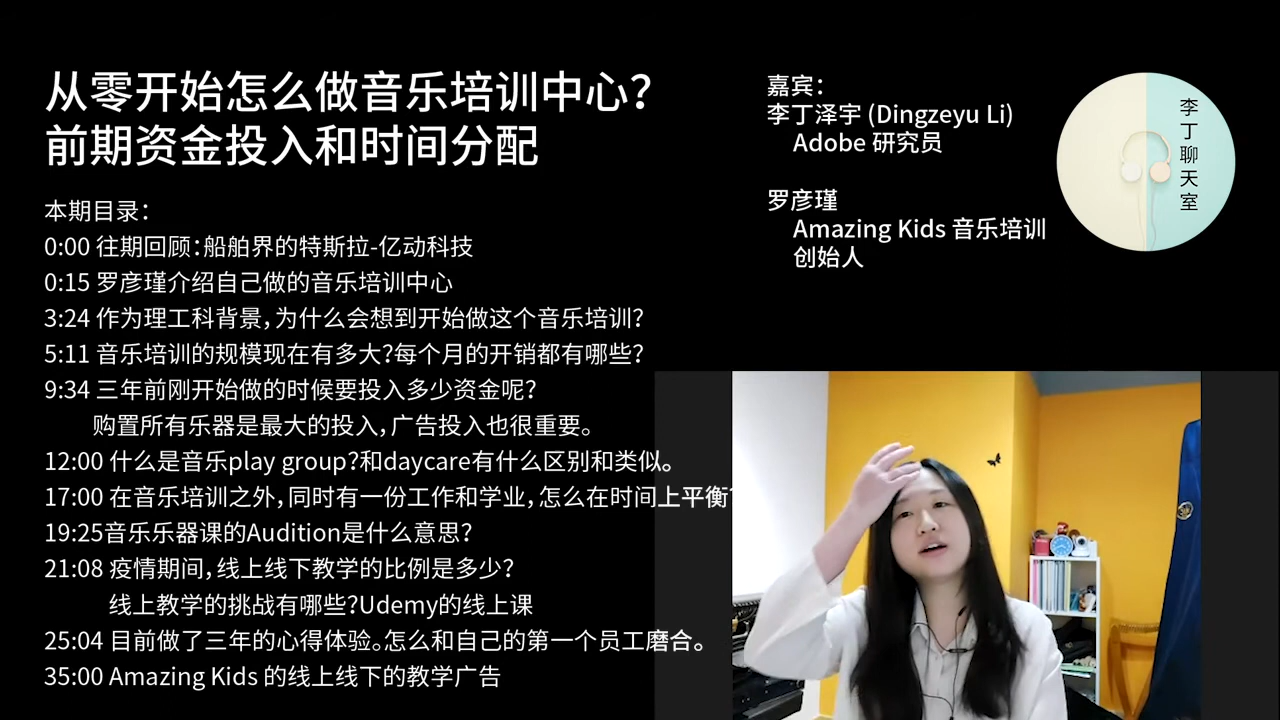 从零开始怎么做音乐培训中心？
前期资金投入和时间分配
本期目录：
0:00 往期回顾：船舶界的特斯拉-亿动科技
0:15 罗彦瑾介绍自己做的音乐培训中心
3:24 作为理工科背景，为什么会想到开始做这个音乐培训？
5:11 音乐培训的规模现在有多大？每个月的开销都有哪些？
9:34 三年前刚开始做的时候要投入多少资金呢？
购置所有乐器是最大的投入，广告投入也很重要。
12:00 什么是音乐play group？和daycare有什么区别和类似。
17:00 在音乐培训之外，同时有一份工作和学业，怎么在时间上平衡？
19:25音乐乐器课的Audition是什么意思？
21:08 疫情期间，线上线下教学的比例是多少？
线上教学的挑战有哪些？Udemy的线上课
25:04 目前做了三年的心得体验。怎么和自己的第一个员工磨合。
35:00 Amazing Kids 的线上线下的教学广告
嘉宾：
李丁泽宇 (Dingzeyu Li)
Adobe 研究员
罗彦瑾
Amazing Kids 音乐培训
创始人
李丁聊天室